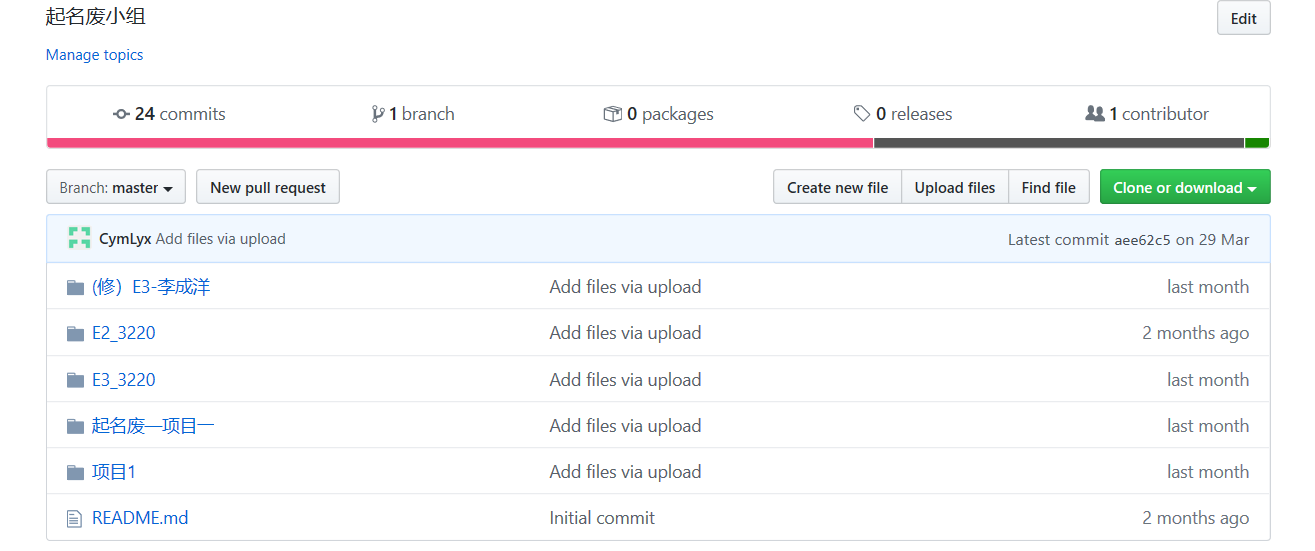 起名废小组
Edit
Manage topics
24 commits 1 branch 0 packages 0 releases 1 contributor
Branch: master New pull request Create new file Upload files Find file Clone or download
CymLyx Add files via upload Latest commit aee62c5 on 29 Mar
(修）E3-李成洋 Add files via upload last month
E2_3220 Add files via upload 2 months ago
E3_3220 Add files via upload last month
起名废—项目一 Add files via upload last month
项目1 Add files via upload last month
README.md Initial commit 2 months ago